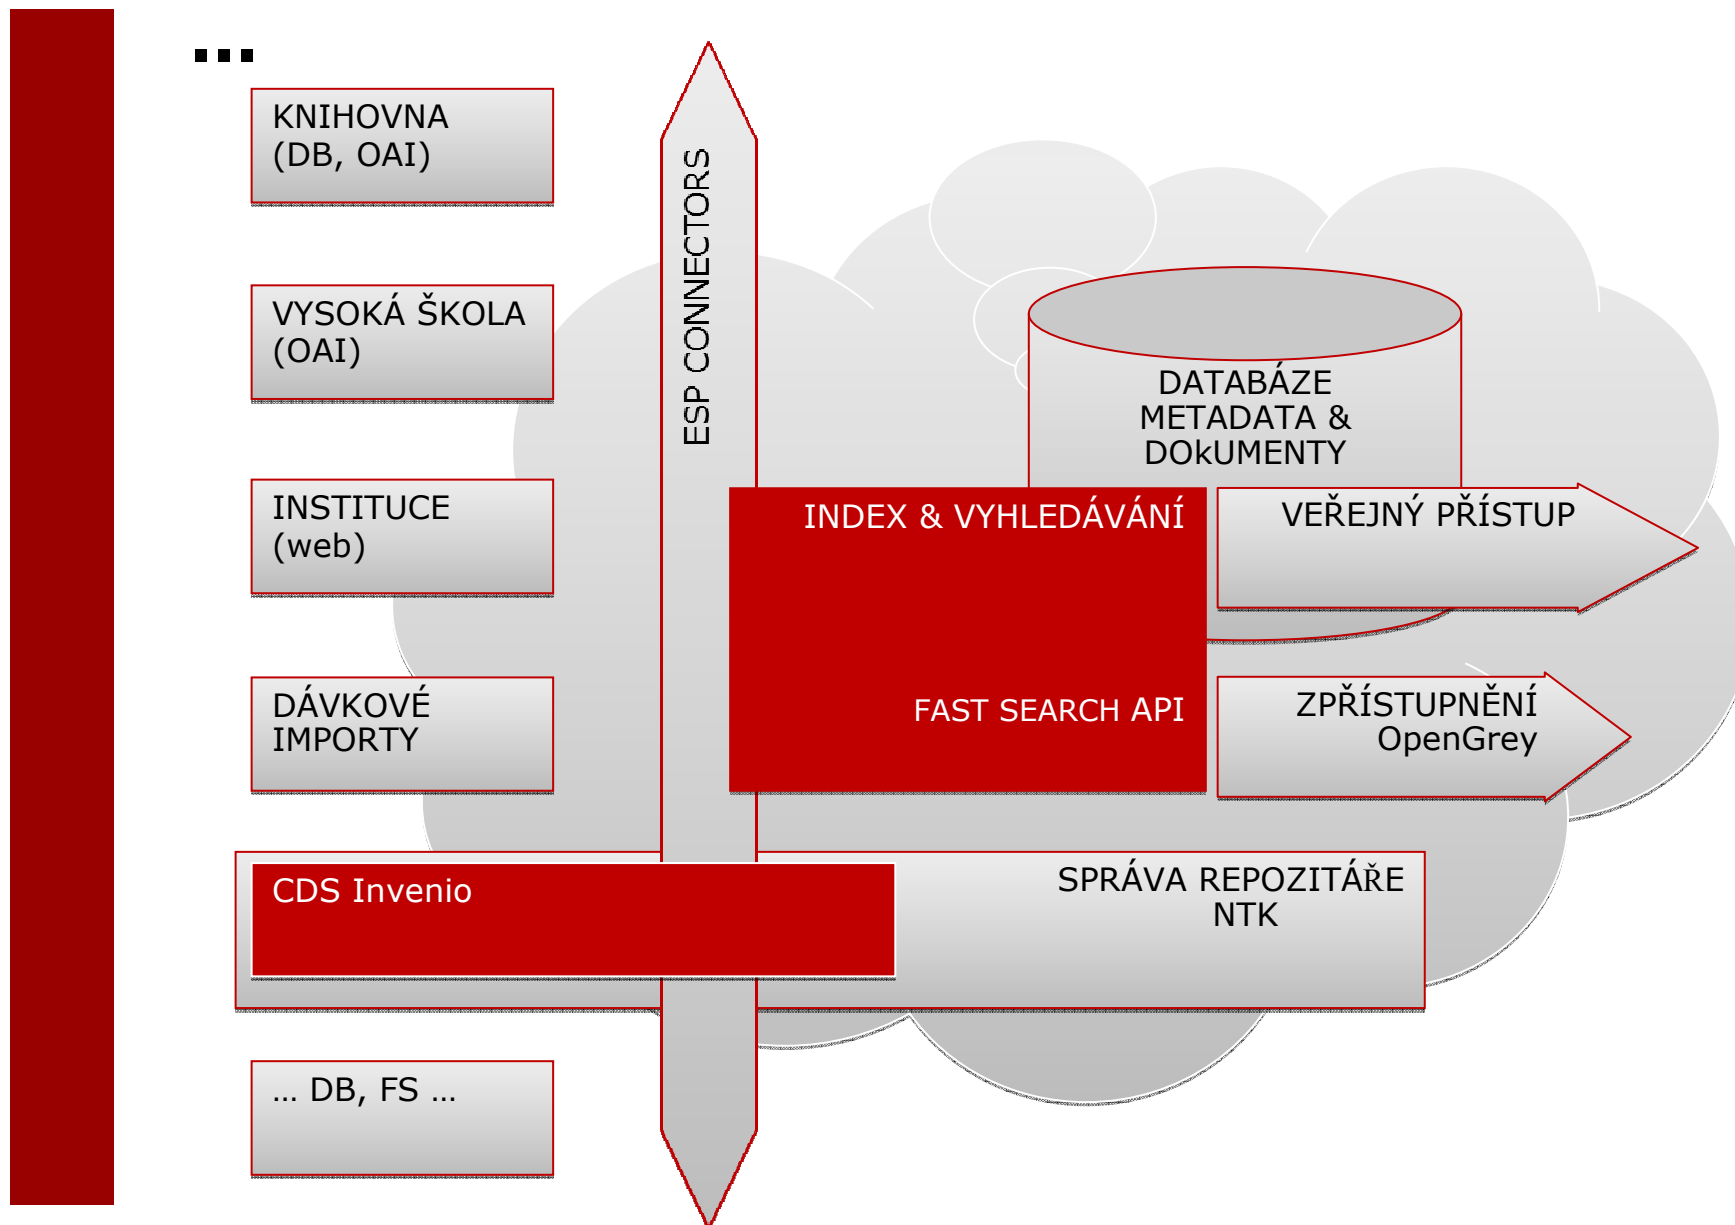 ...
KNIHOVNA
(DB, OAI)
VYSOKÁ ŠKOLA
(OAI)
INSTITUCE
(web)
DÁVKOVÉ
IMPORTY
CDS Invenio
... DB, FS ...
ESP CONNECTORS
DATABÁZE
METADATA &
DOkUMENTY
INDEX & VYHLEDÁVÁNÍ
FAST SEARCH API
VEŘEJNÝ PŘÍSTUP
ZPŘÍSTUPNĚNÍ
OpenGrey
SPRÁVA REPOZITÁŘE
NTK